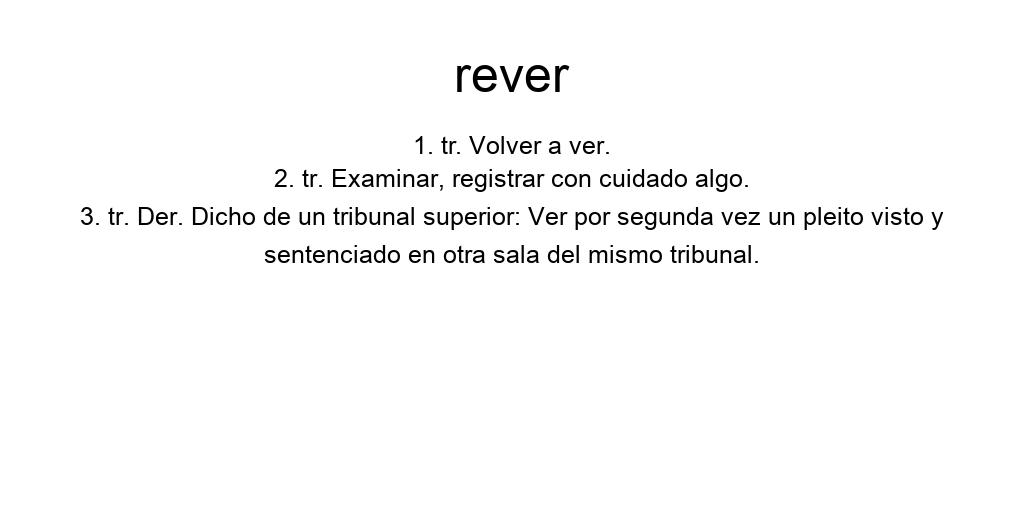 rever
1. tr. Volver a ver.
2. tr. Examinar, registrar con cuidado algo.
3. tr. Der. Dicho de un tribunal superior: Ver por segunda vez un pleito visto y
sentenciado en otra sala del mismo tribunal.